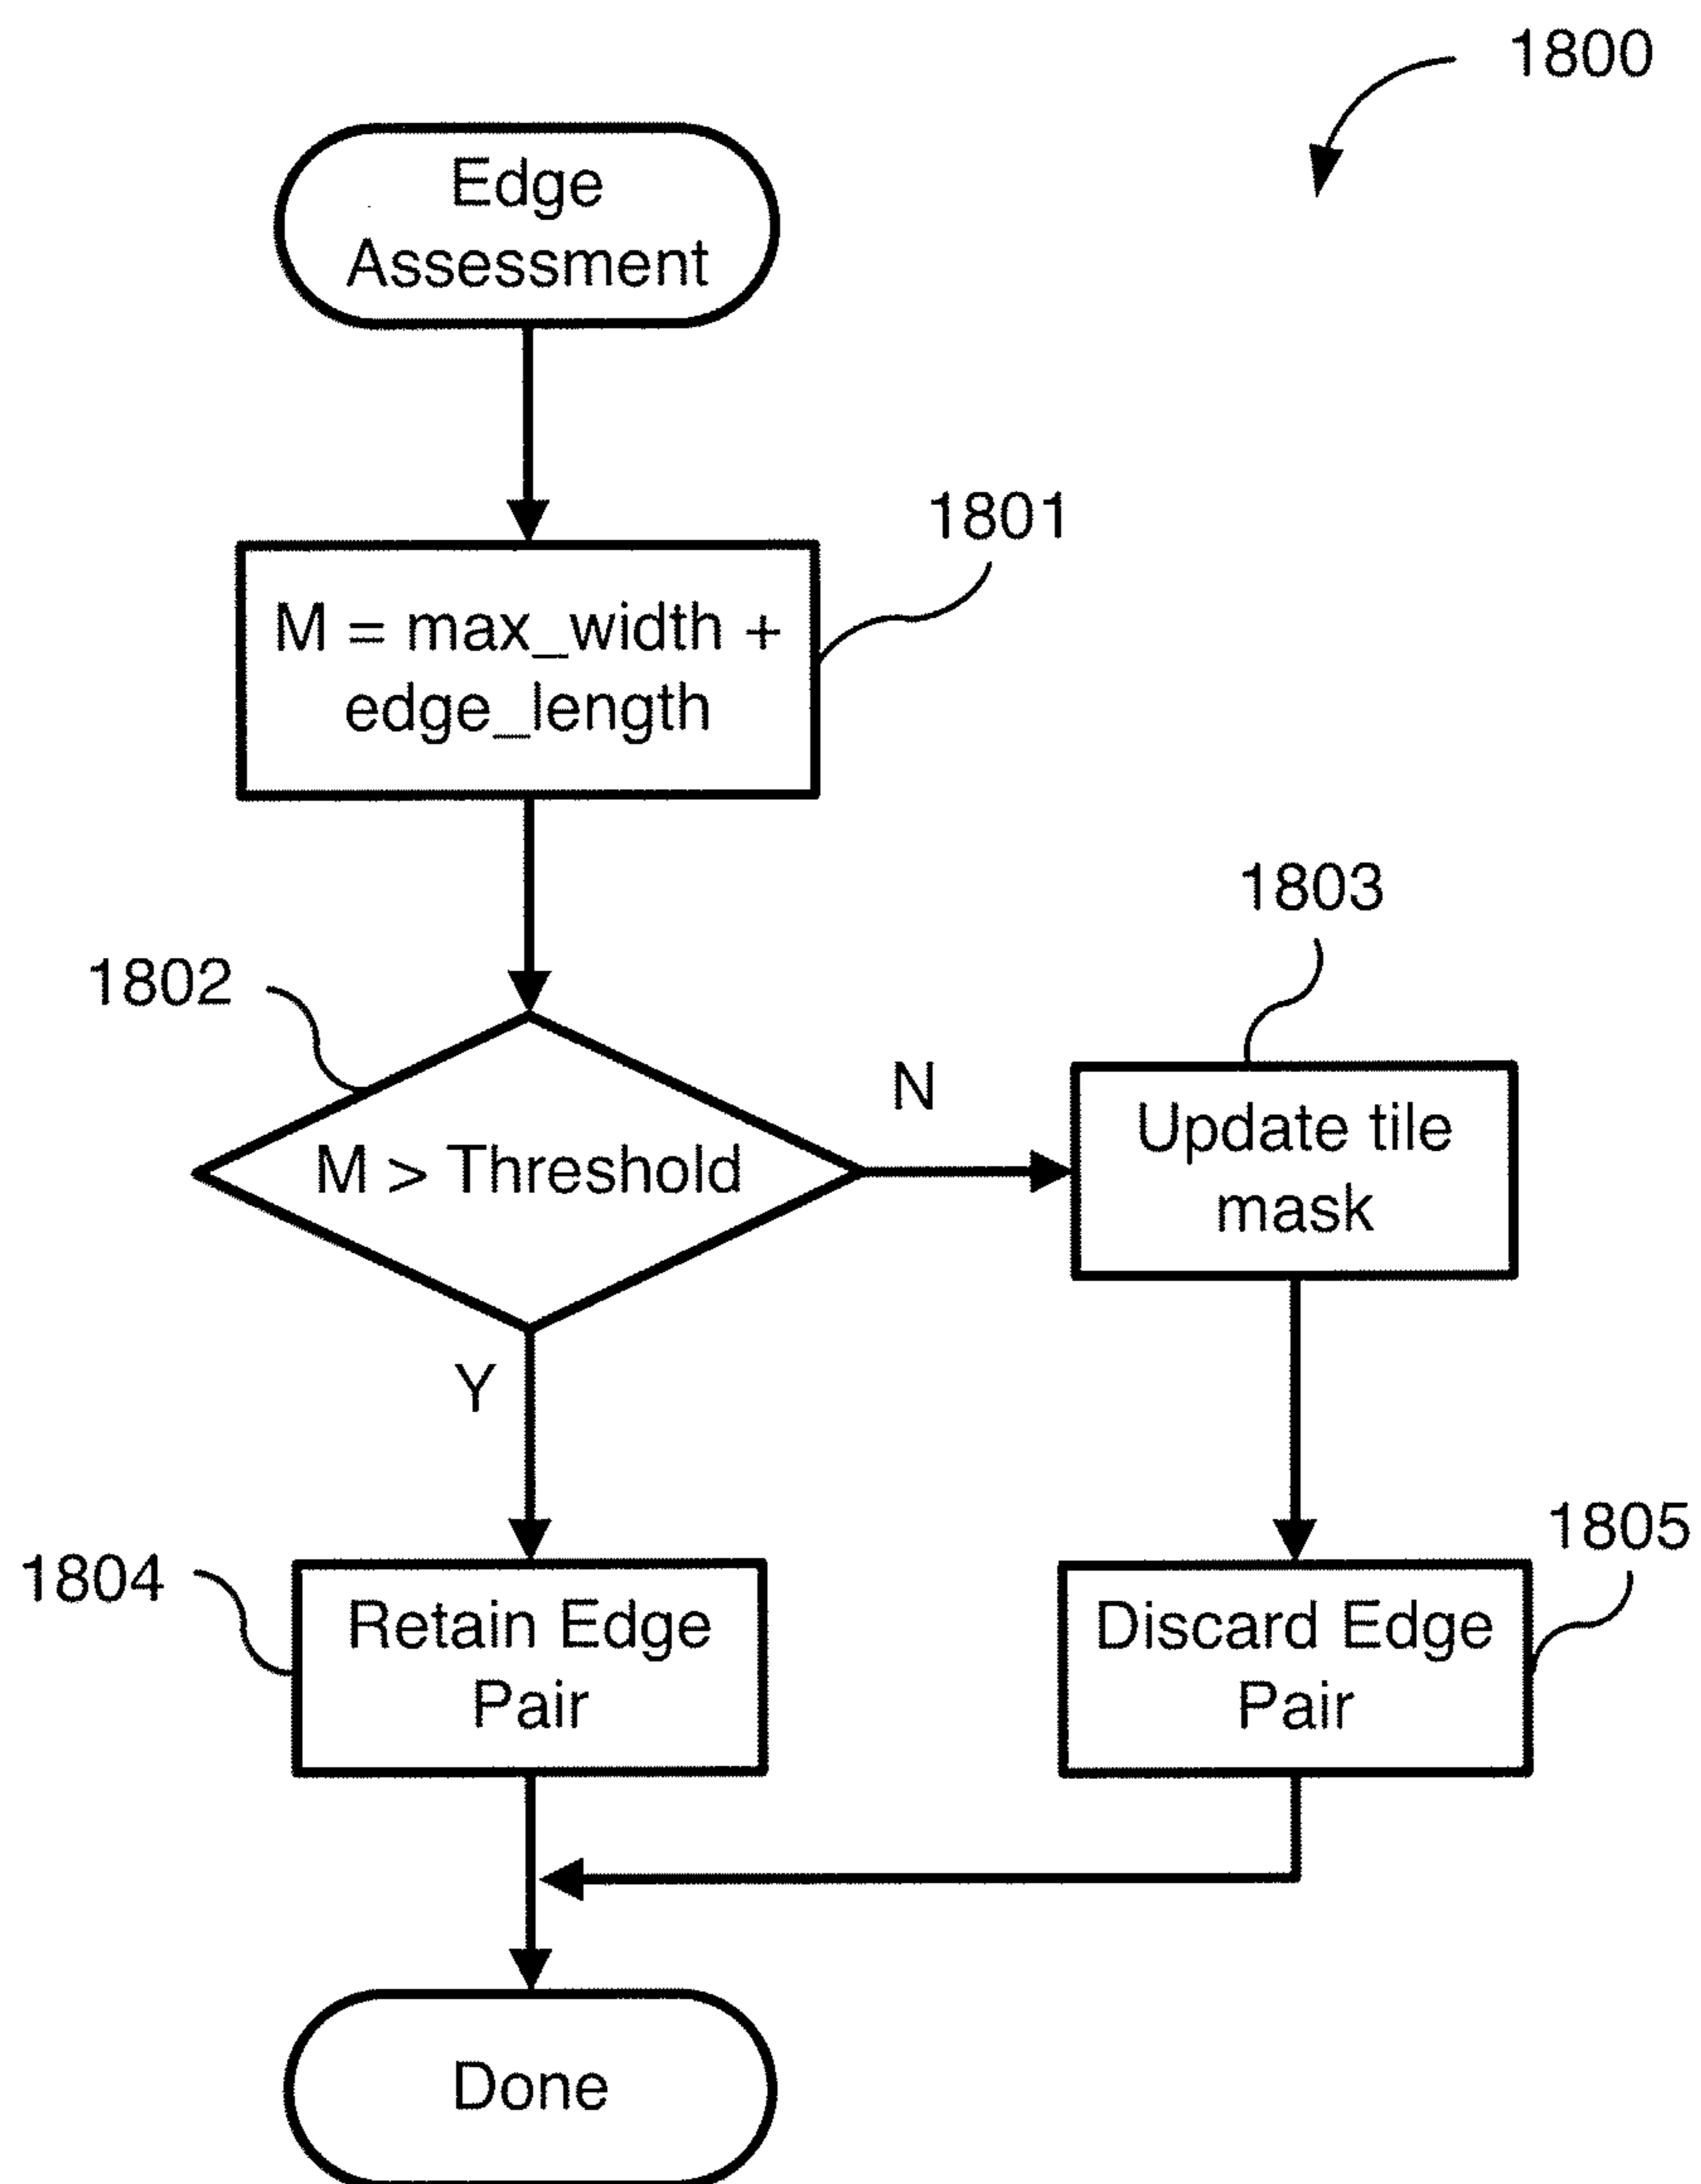 1800
Edge
Assessment
1801
M = max_width +
edge_length
1803
1802
N
M > Threshold
Update tile
mask
Y
1805
1804
Retain Edge
Pair
Discard Edge
Pair
Done